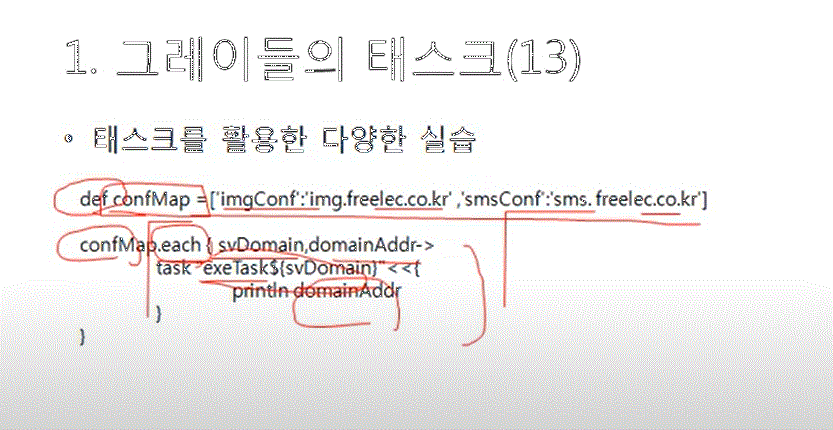 1. 그레이들의 태스크(13)
• 태스크를 활용한 다양한 실습
def confMap =['imgConf':'img.freelec.co.kr' ,'smsConf':'sms. freelec.co.kr']
confMap.each { svDomain,domainAddr->
task "exeTask${svDomain}"<<{
println domainAddr
}
}